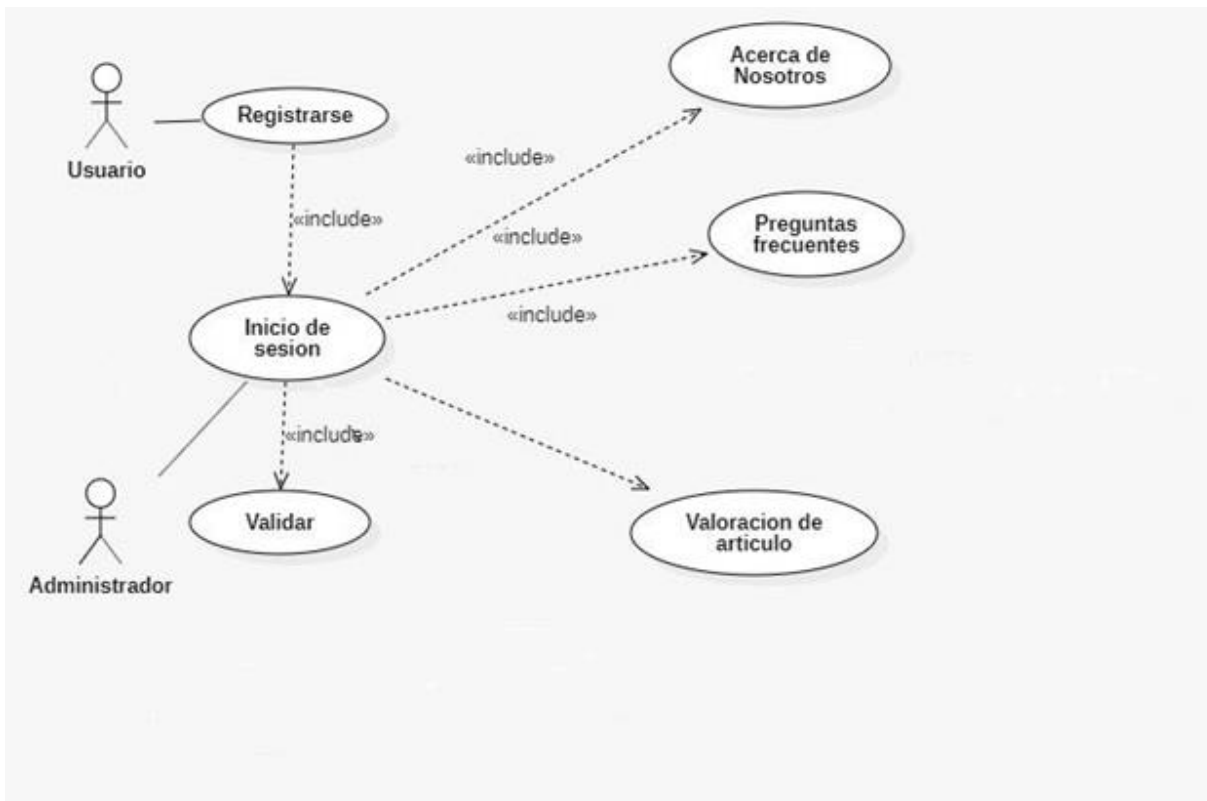 Acerca de
Nosotros
Registrarse
Usuario
«include»
«include»
Preguntas
frecuentes
«include»
«include»
Inicio de
sesion
«include»
Validar
Valoracion de
articulo
Administrador